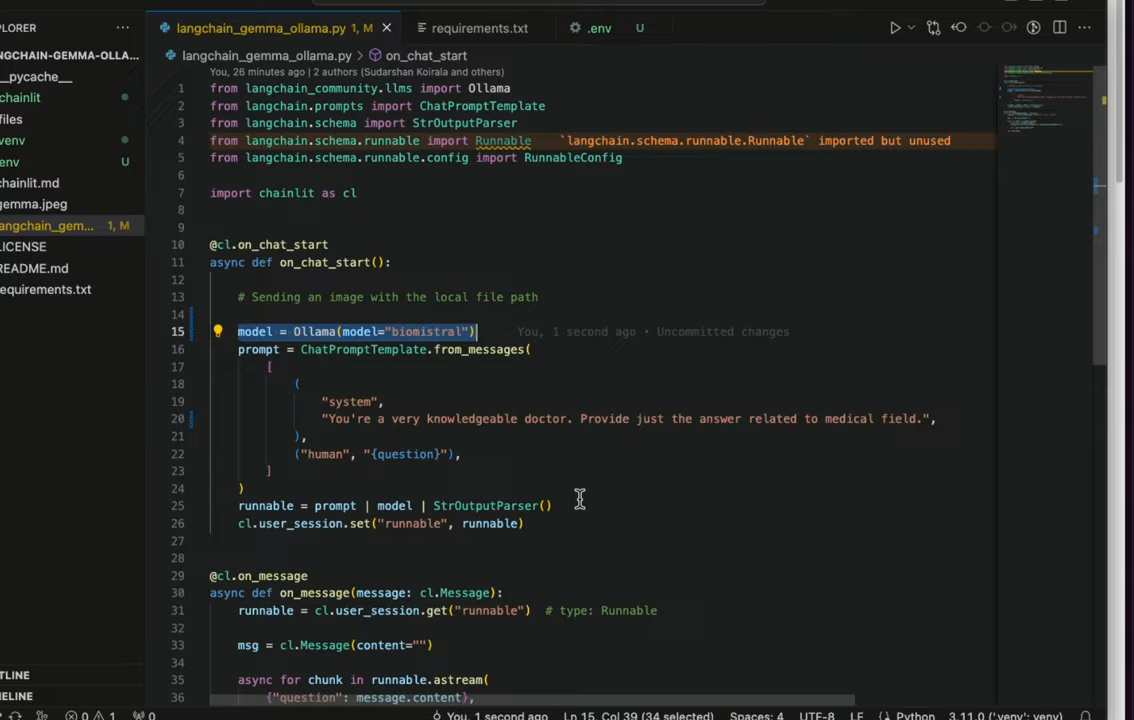 PLORER
langchain_gemma_ollama.py 1, M
requirements.txt
.env U
NGCHAIN-GEMMA-OLLA...
langchain_gemma_ollama.py > on_chat_start
__pycache__
chainlit
files
venv
env U
chainlit.md
gemma.jpeg
langchain_gem... 1, M
LICENSE
README.md
requirements.txt
You, 26 minutes ago | 2 authors (Sudarshan Koirala and others)
1 from langchain_community.llms import Ollama
2 from langchain.prompts import ChatPromptTemplate
3 from langchain.schema import StrOutputParser
4 from langchain.schema.runnable import Runnable `langchain.schema.runnable.Runnable` imported but unused
5 from langchain.schema.runnable.config import RunnableConfig
6
7 import chainlit as cl
8
9
10 @cl.on_chat_start
11 async def on_chat_start():
12
13 # Sending an image with the local file path
14
15 model = Ollama(model="biomistral") You, 1 second ago • Uncommitted changes
16 prompt = ChatPromptTemplate.from_messages(
17 [
18 (
19 "system",
20 "You're a very knowledgeable doctor. Provide just the answer related to medical field.",
21 ),
22 ("human", "{question}"),
23 ]
24 )
25 runnable = prompt | model | StrOutputParser()
26 cl.user_session.set("runnable", runnable)
27
28
29 @cl.on_message
30 async def on_message(message: cl.Message):
31 runnable = cl.user_session.get("runnable") # type: Runnable
32
33 msg = cl.Message(content="")
34
35 async for chunk in runnable.astream(
36 {"question": message.content},
TLINE
MELINE
0 1 0 You, 1 second ago Ln 15, Col 39 (34 selected) Spaces: 4 UTF-8 LF Python 3.11.0 ('venv': venv)